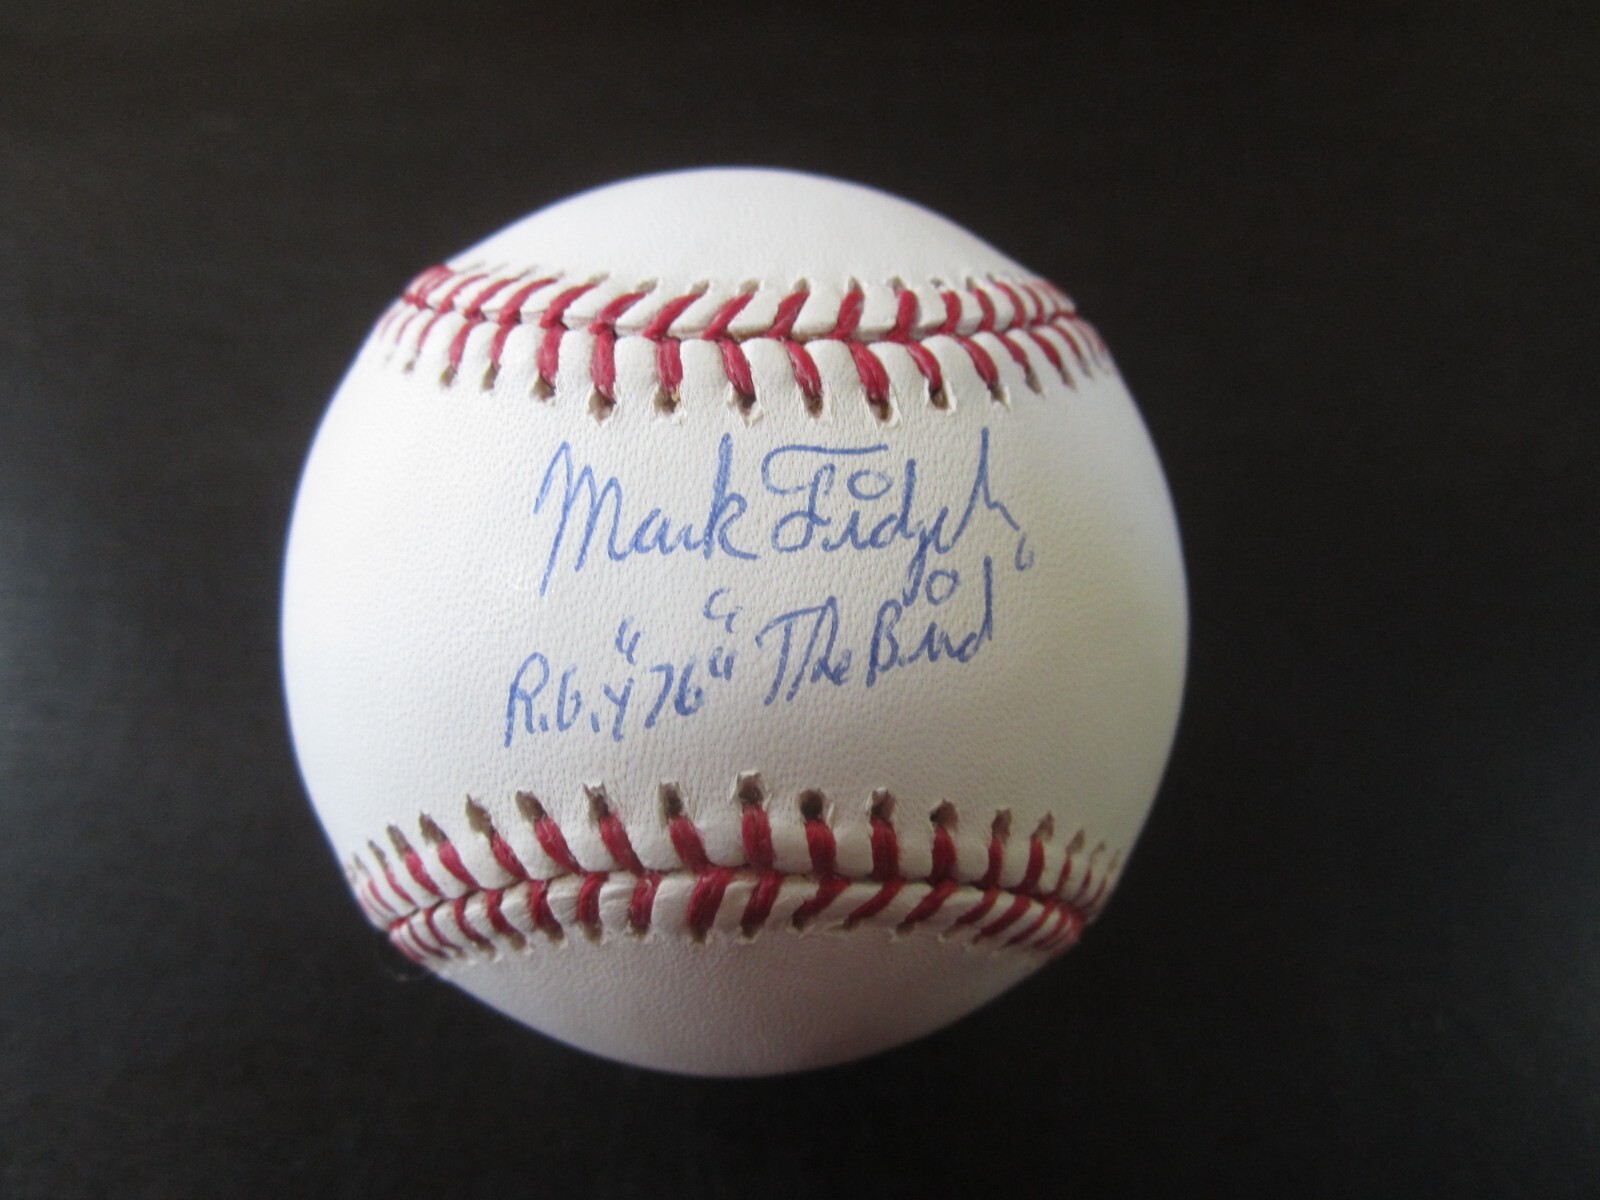 Mark Fidrych
R.O.Y "76" "The Bird"